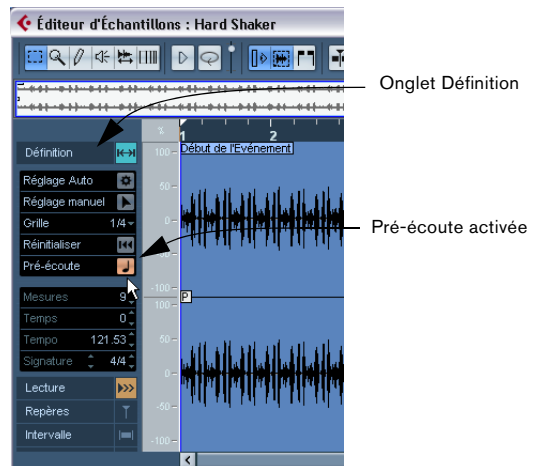 Éditeur d'Échantillons : Hard Shaker
Onglet Définition
% 1 2
Définition
100 Début de l'Evénement
Réglage Auto
50
Réglage manuel
Grille 1/4
0
Réinitialiser
Pré-écoute
Pré-écoute activée
-50
-100
Mesures 9
100
P
Temps 0
Tempo 121.53
50
Signature 4/4
Lecture
0
Repères
-50
Intervalle
-100